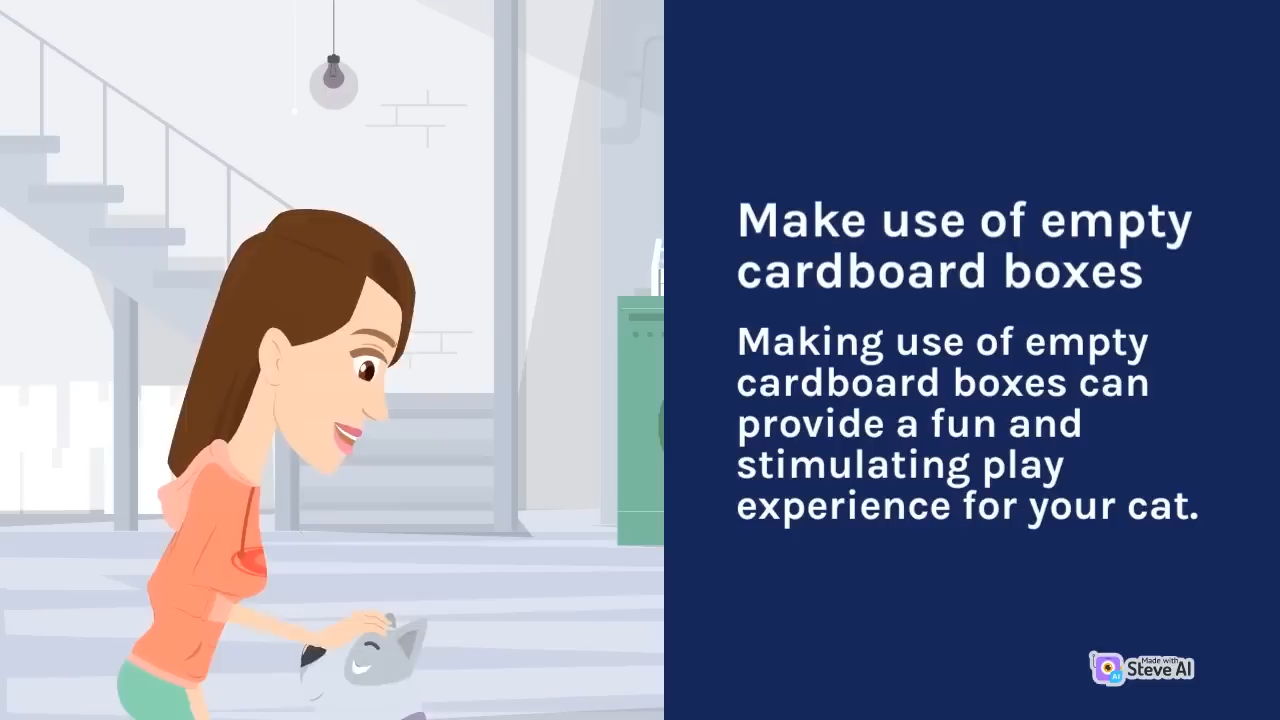 Make use of empty
cardboard boxes
Making use of empty
cardboard boxes can
provide a fun and
stimulating play
experience for your cat.
Made with
Steve AI
AI